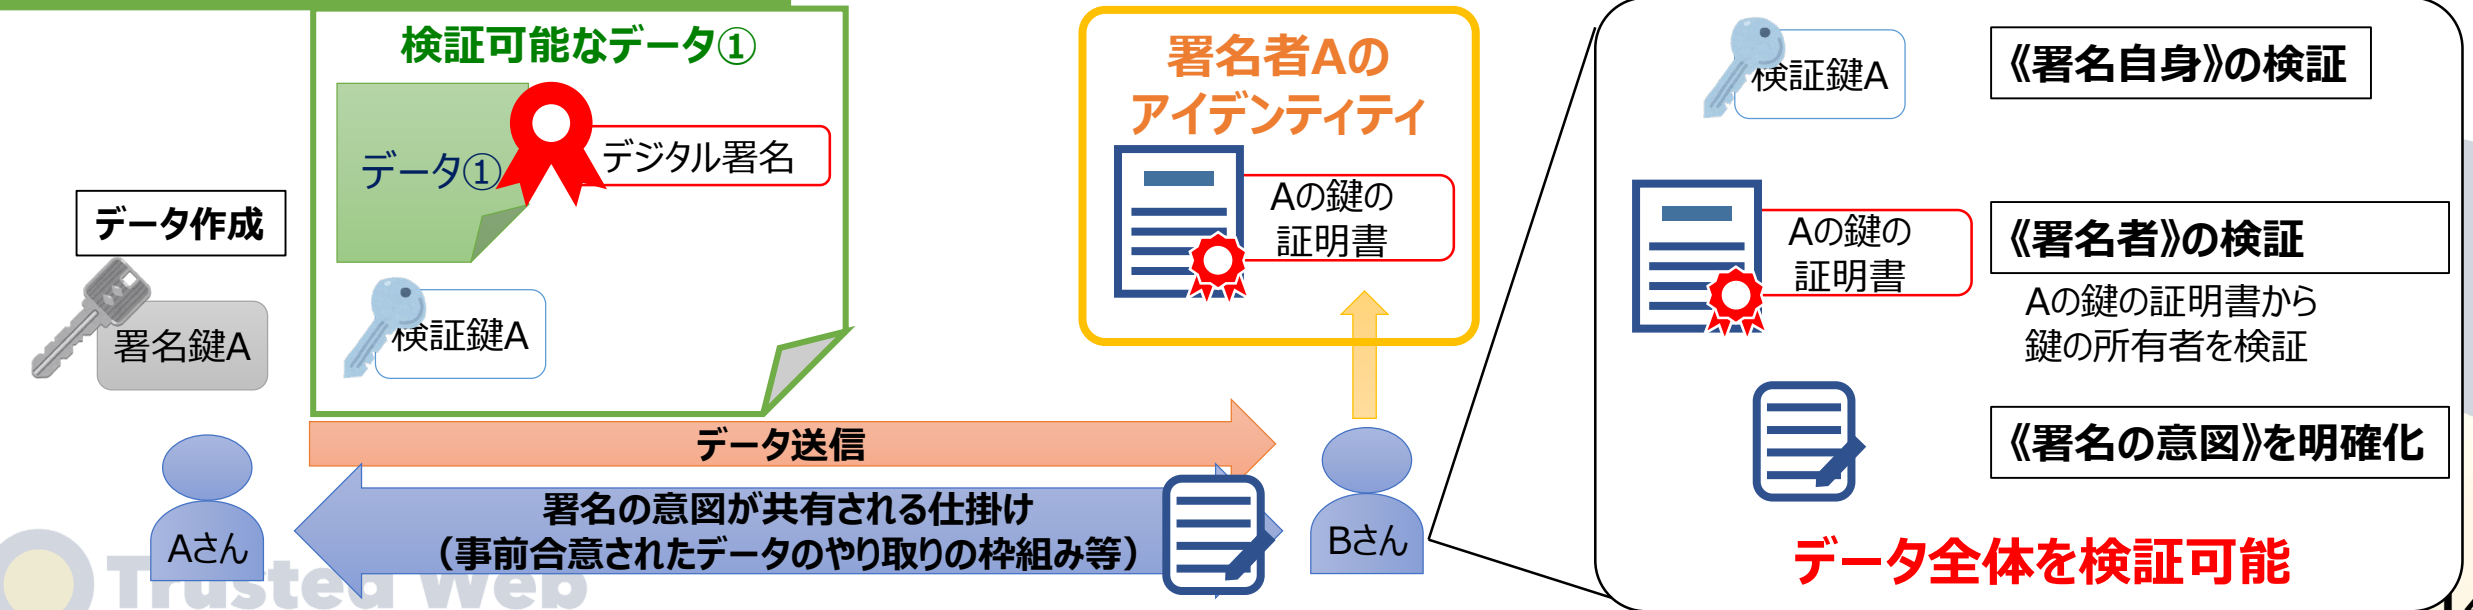 検証可能なデータ①
データ①
デジタル署名
データ作成
署名鍵A
検証鍵A
署名者Aの
アイデンティティ
Aの鍵の
証明書
データ送信
署名の意図が共有される仕掛け
（事前合意されたデータのやり取りの枠組み等）
Aさん
Bさん
検証鍵A
《署名自身》の検証
Aの鍵の
証明書
《署名者》の検証
Aの鍵の証明書から
鍵の所有者を検証
《署名の意図》を明確化
データ全体を検証可能
Trusted Web